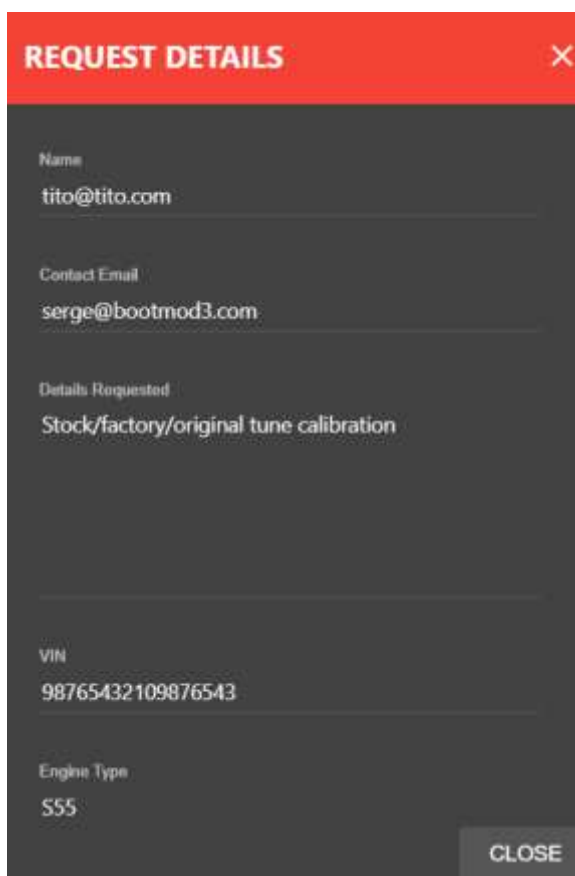 REQUEST DETAILS
Name
tito@tito.com
Contact Email
serge@bootmod3.com
Details Requested
Stock/factory/original tune calibration
VIN
98765432109876543
Engine Type
S55
CLOSE